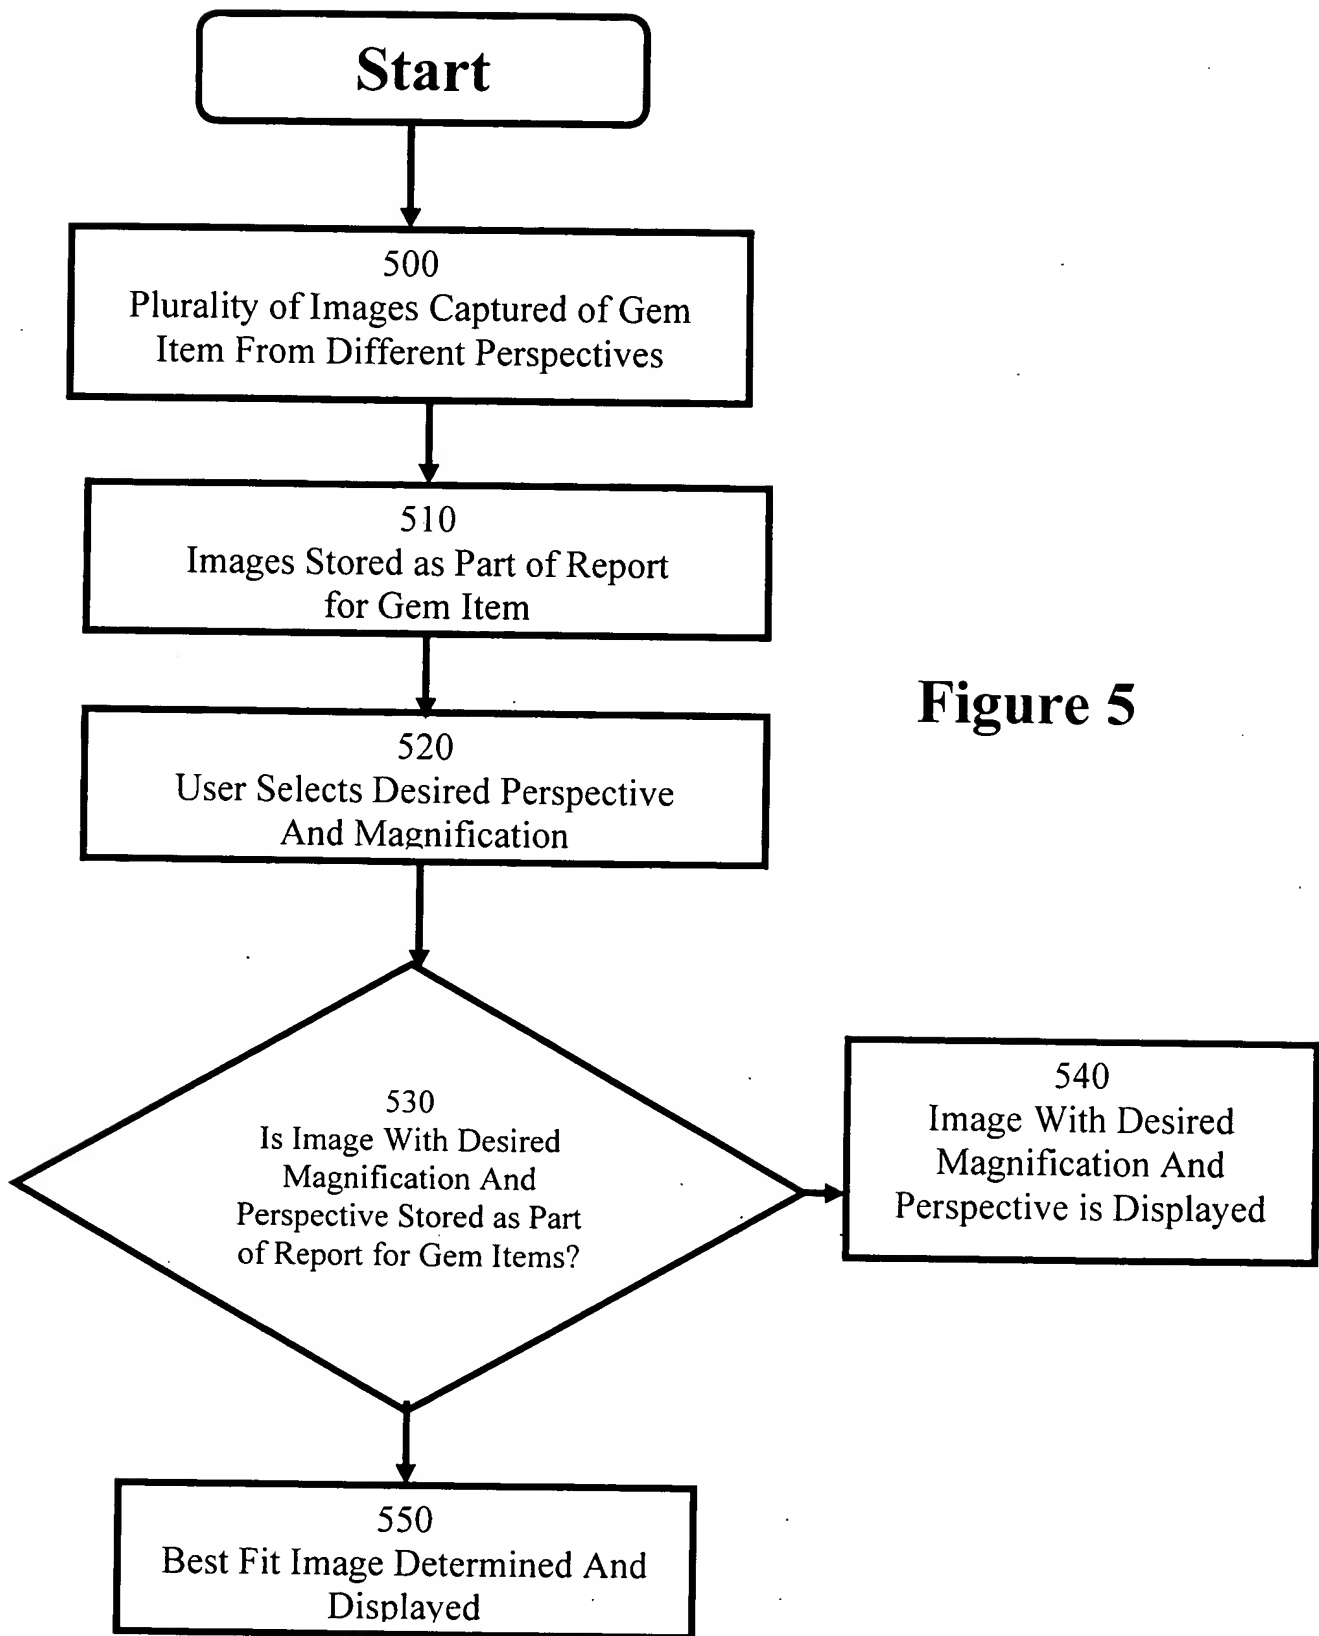 Start
500
Plurality of Images Captured of Gem
Item From Different Perspectives
510
Images Stored as Part of Report
for Gem Item
Figure 5
520
User Selects Desired Perspective
And Magnification
530
Is Image With Desired
Magnification And
Perspective Stored as Part
of Report for Gem Items?
540
Image With Desired
Magnification And
Perspective is Displayed
550
Best Fit Image Determined And
Displayed